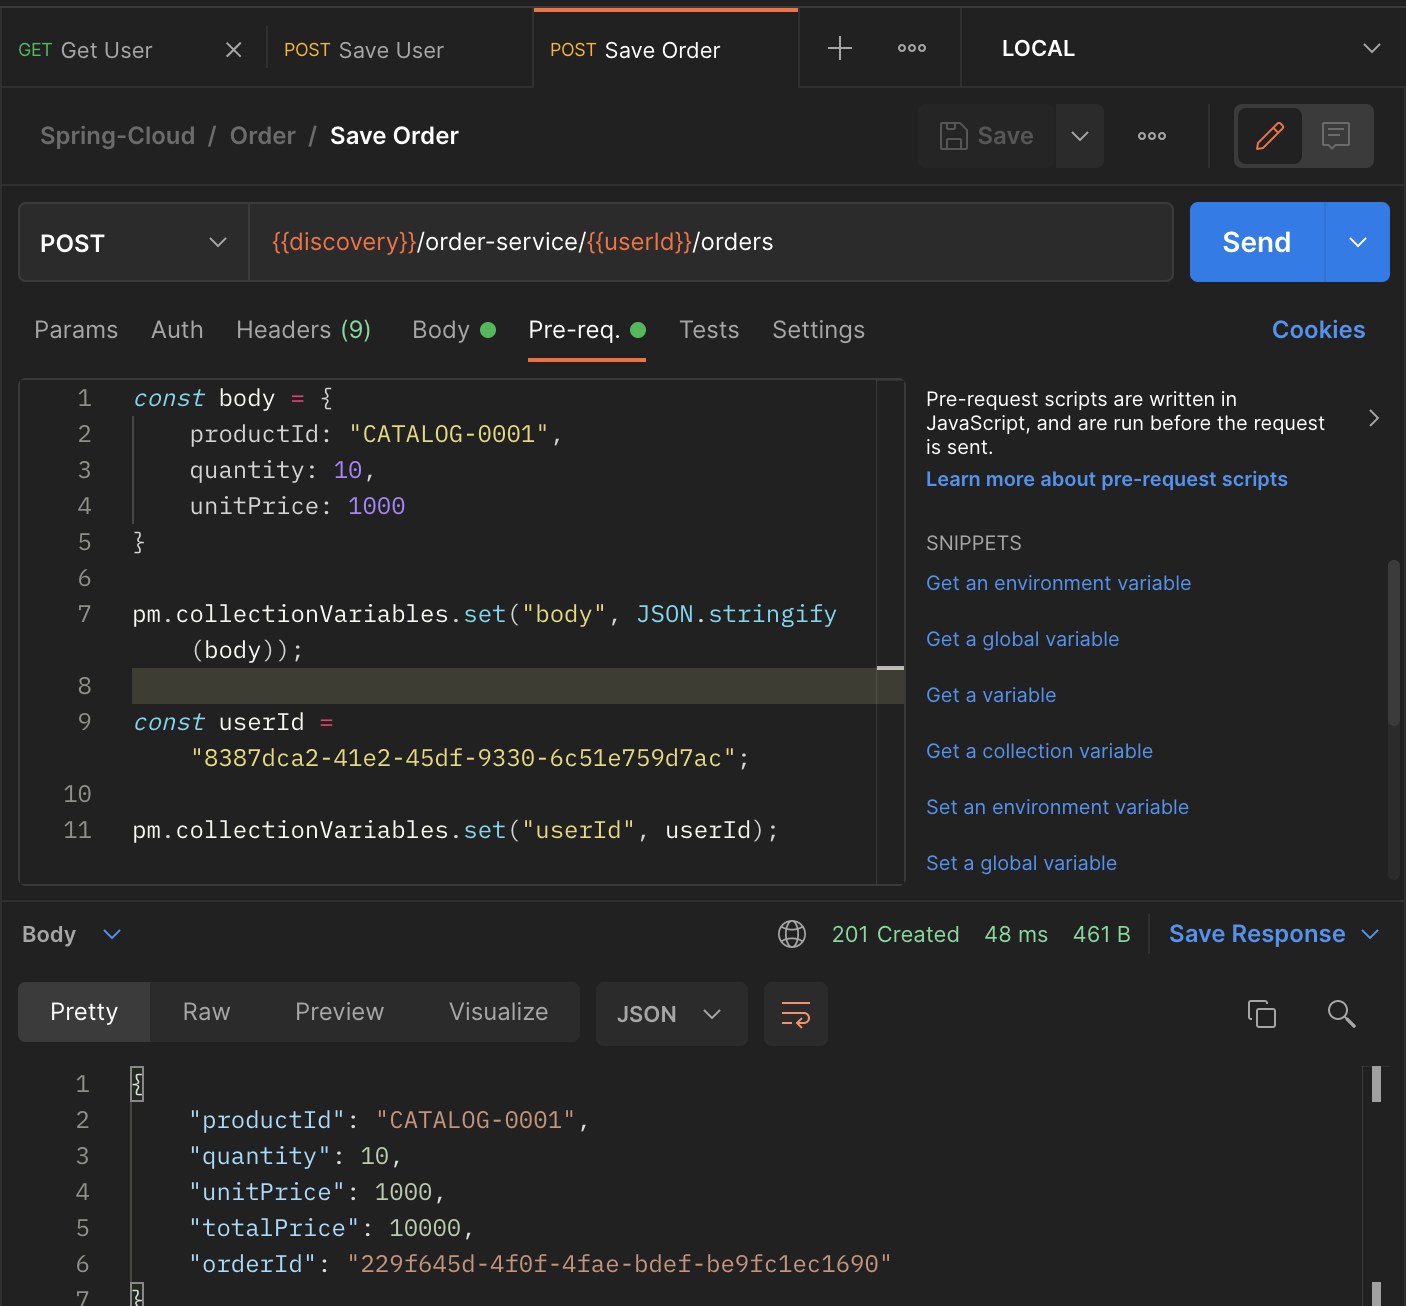 GET Get User
POST Save User
POST Save Order
LOCAL
Spring-Cloud / Order / Save Order
Save
POST
{{discovery}}/order-service/{{userId}}/orders
Send
Params Auth Headers (9) Body Pre-req. Tests Settings
Cookies
1 const body = {
2 productId: "CATALOG-0001",
3 quantity: 10,
4 unitPrice: 1000
5 }
6
7 pm.collectionVariables.set("body", JSON.stringify
(body));
8
9 const userId =
"8387dca2-41e2-45df-9330-6c51e759d7ac";
10
11 pm.collectionVariables.set("userId", userId);
Pre-request scripts are written in
JavaScript, and are run before the request
is sent.
Learn more about pre-request scripts
SNIPPETS
Get an environment variable
Get a global variable
Get a variable
Get a collection variable
Set an environment variable
Set a global variable
Body
201 Created 48 ms 461 B
Save Response
Pretty Raw Preview Visualize
JSON
1 {
2 "productId": "CATALOG-0001",
3 "quantity": 10,
4 "unitPrice": 1000,
5 "totalPrice": 10000,
6 "orderId": "229f645d-4f0f-4fae-bdef-be9fc1ec1690"
7 }